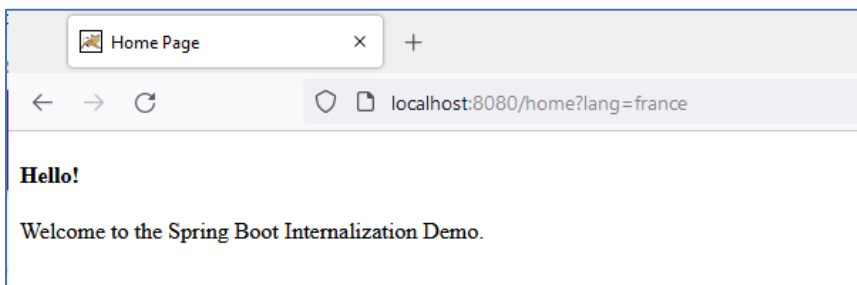 Home Page
localhost:8080/home?lang=france
Hello!
Welcome to the Spring Boot Internalization Demo.